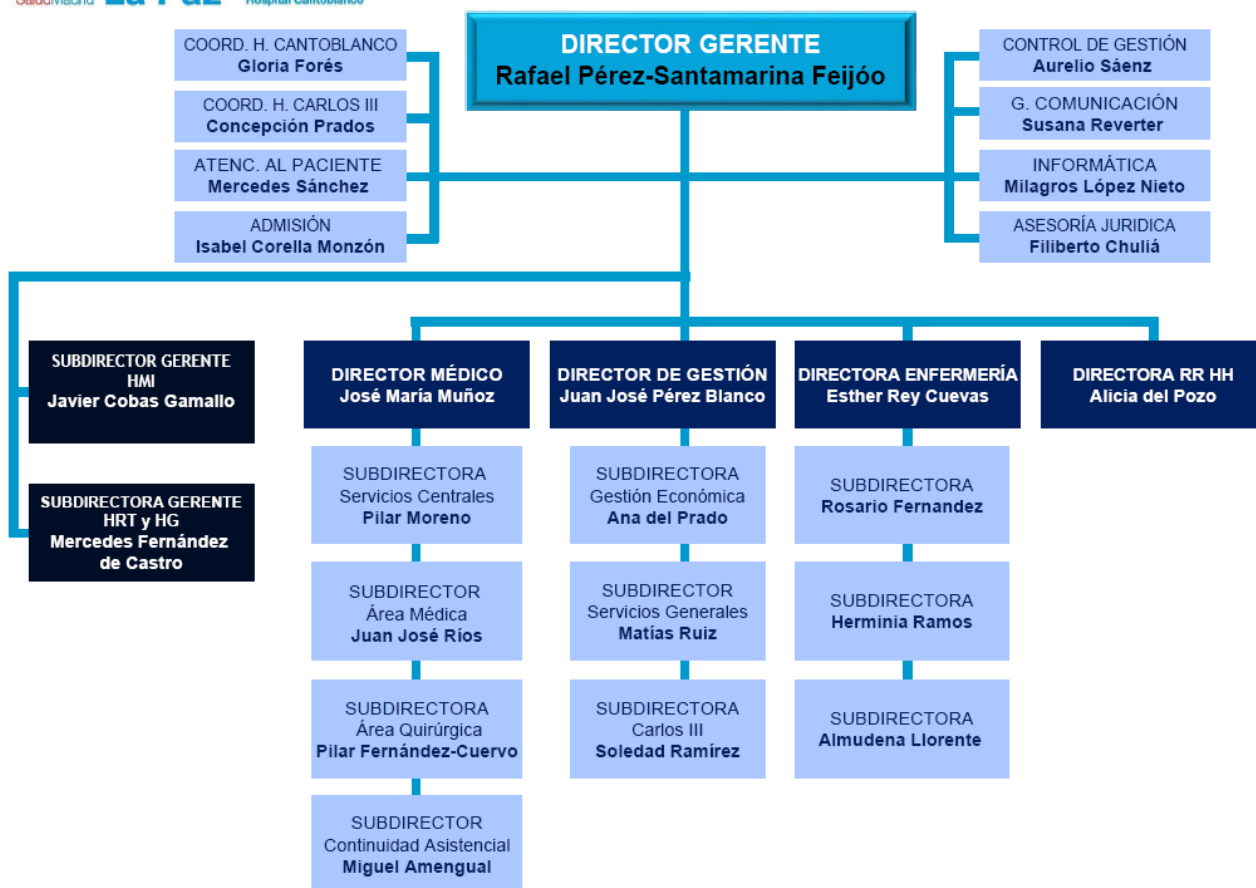 SaludMadrid La Paz Hospital Cantoblanco
DIRECTOR GERENTE
Rafael Pérez-Santamarina Feijóo
COORD. H. CANTOBLANCO
Gloria Forés
COORD. H. CARLOS III
Concepción Prados
ATENC. AL PACIENTE
Mercedes Sánchez
ADMISIÓN
Isabel Corella Monzón
CONTROL DE GESTIÓN
Aurelio Sáenz
G. COMUNICACIÓN
Susana Reverter
INFORMÁTICA
Milagros López Nieto
ASESORÍA JURIDICA
Filiberto Chuliá
SUBDIRECTOR GERENTE
HMI
Javier Cobas Gamallo
SUBDIRECTORA GERENTE
HRT y HG
Mercedes Fernández
de Castro
DIRECTOR MÉDICO
José María Muñoz
SUBDIRECTORA
Servicios Centrales
Pilar Moreno
SUBDIRECTOR
Área Médica
Juan José Ríos
SUBDIRECTORA
Área Quirúrgica
Pilar Fernández-Cuervo
SUBDIRECTOR
Continuidad Asistencial
Miguel Amengual
DIRECTOR DE GESTIÓN
Juan José Pérez Blanco
SUBDIRECTORA
Gestión Económica
Ana del Prado
SUBDIRECTOR
Servicios Generales
Matías Ruiz
SUBDIRECTORA
Carlos III
Soledad Ramírez
DIRECTORA ENFERMERÍA
Esther Rey Cuevas
SUBDIRECTORA
Rosario Fernandez
SUBDIRECTORA
Herminia Ramos
SUBDIRECTORA
Almudena Llorente
DIRECTORA RR HH
Alicia del Pozo